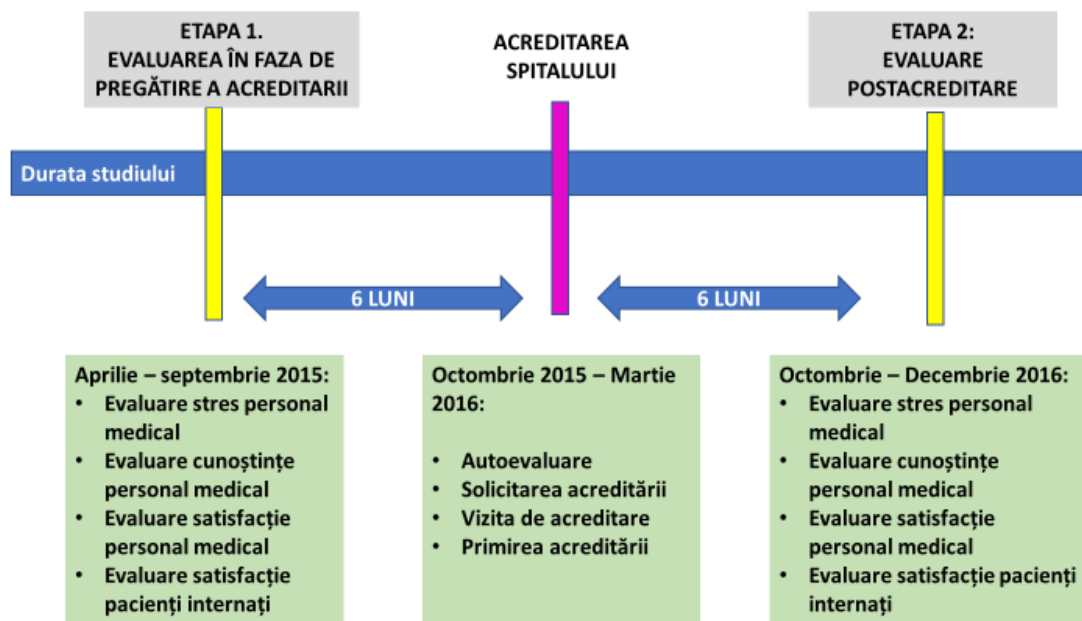 ETAPA 1.
EVALUAREA ÎN FAZA DE
PREGĂTIRE A ACREDITARII
ACREDITAREA
SPITALULUI
ETAPA 2:
EVALUARE
POSTACREDITARE
Durata studiului
6 LUNI
6 LUNI
Aprilie – septembrie 2015:
• Evaluare stres personal
medical
• Evaluare cunoștințe
personal medical
• Evaluare satisfacție
personal medical
• Evaluare satisfacție
pacienți internați
Octombrie 2015 – Martie
2016:
• Autoevaluare
• Solicitarea acreditării
• Vizita de acreditare
• Primirea acreditării
Octombrie – Decembrie 2016:
• Evaluare stres personal
medical
• Evaluare cunoștințe
personal medical
• Evaluare satisfacție
personal medical
• Evaluare satisfacție pacienți
internați